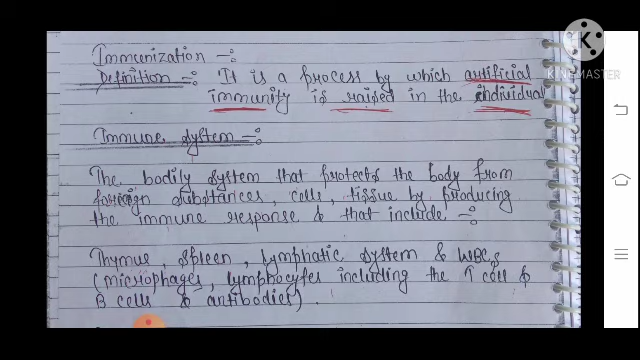 Immunization -:
Definition -: It is a process by which artificial
immunity is raised in the individual
Immune system -:
The bodily system that protects the body from
foreign substances, cells, tissue by producing
the immune response & that include -:
Thymus, spleen, lymphatic system & WBCs
(microphages, lymphocytes including the T cell &
B cells & antibodies).
KINEMASTER